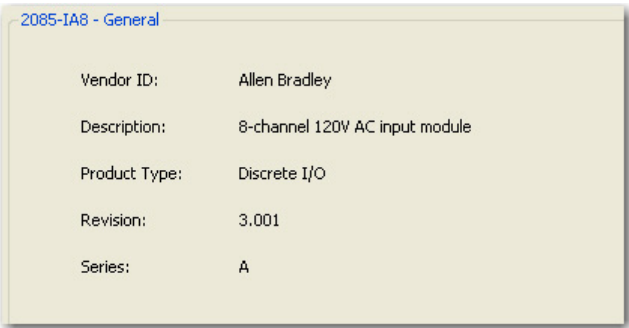 2085-IA8 - General
Vendor ID: Allen Bradley
Description: 8-channel 120V AC input module
Product Type: Discrete I/O
Revision: 3.001
Series: A